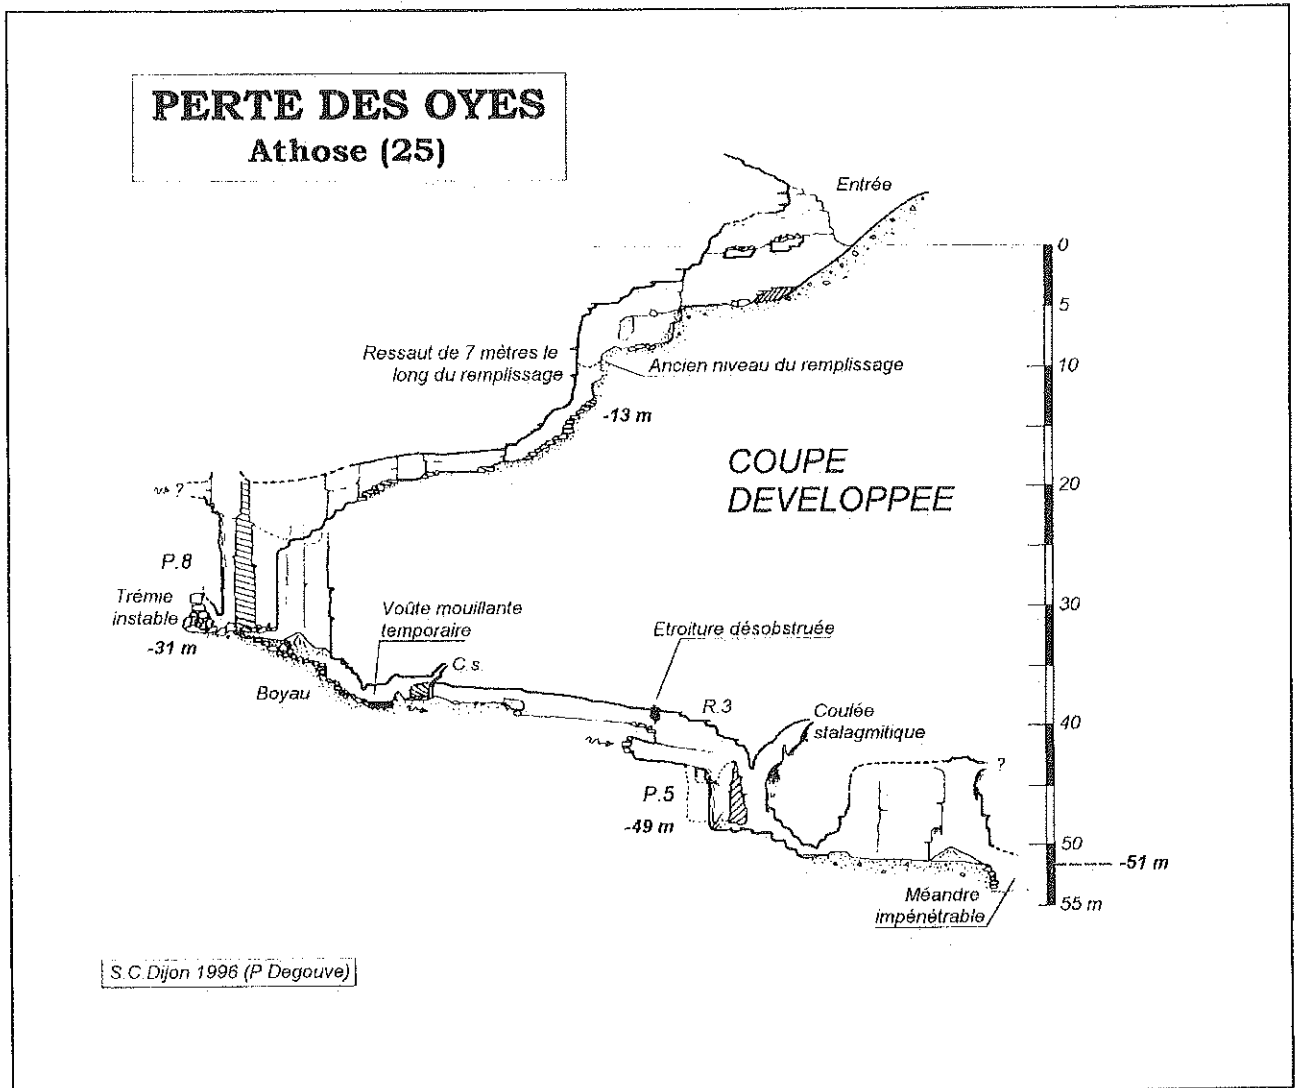 PERTE DES OYES
Athose (25)
Entrée
0
5
Ressaut de 7 mètres le
long du remplissage
Ancien niveau du remplissage
10
-13 m
COUPE
DEVELOPPEE
?
20
P.8
Trémie
instable
-31 m
30
Voûte mouillante
temporaire
Etroiture désobstruée
C.s.
Boyau
R.3
Coulée
stalagmitique
40
?
P.5
-49 m
50
-51 m
Méandre
impénétrable
55 m
S.C.Dijon 1996 (P Degouve)